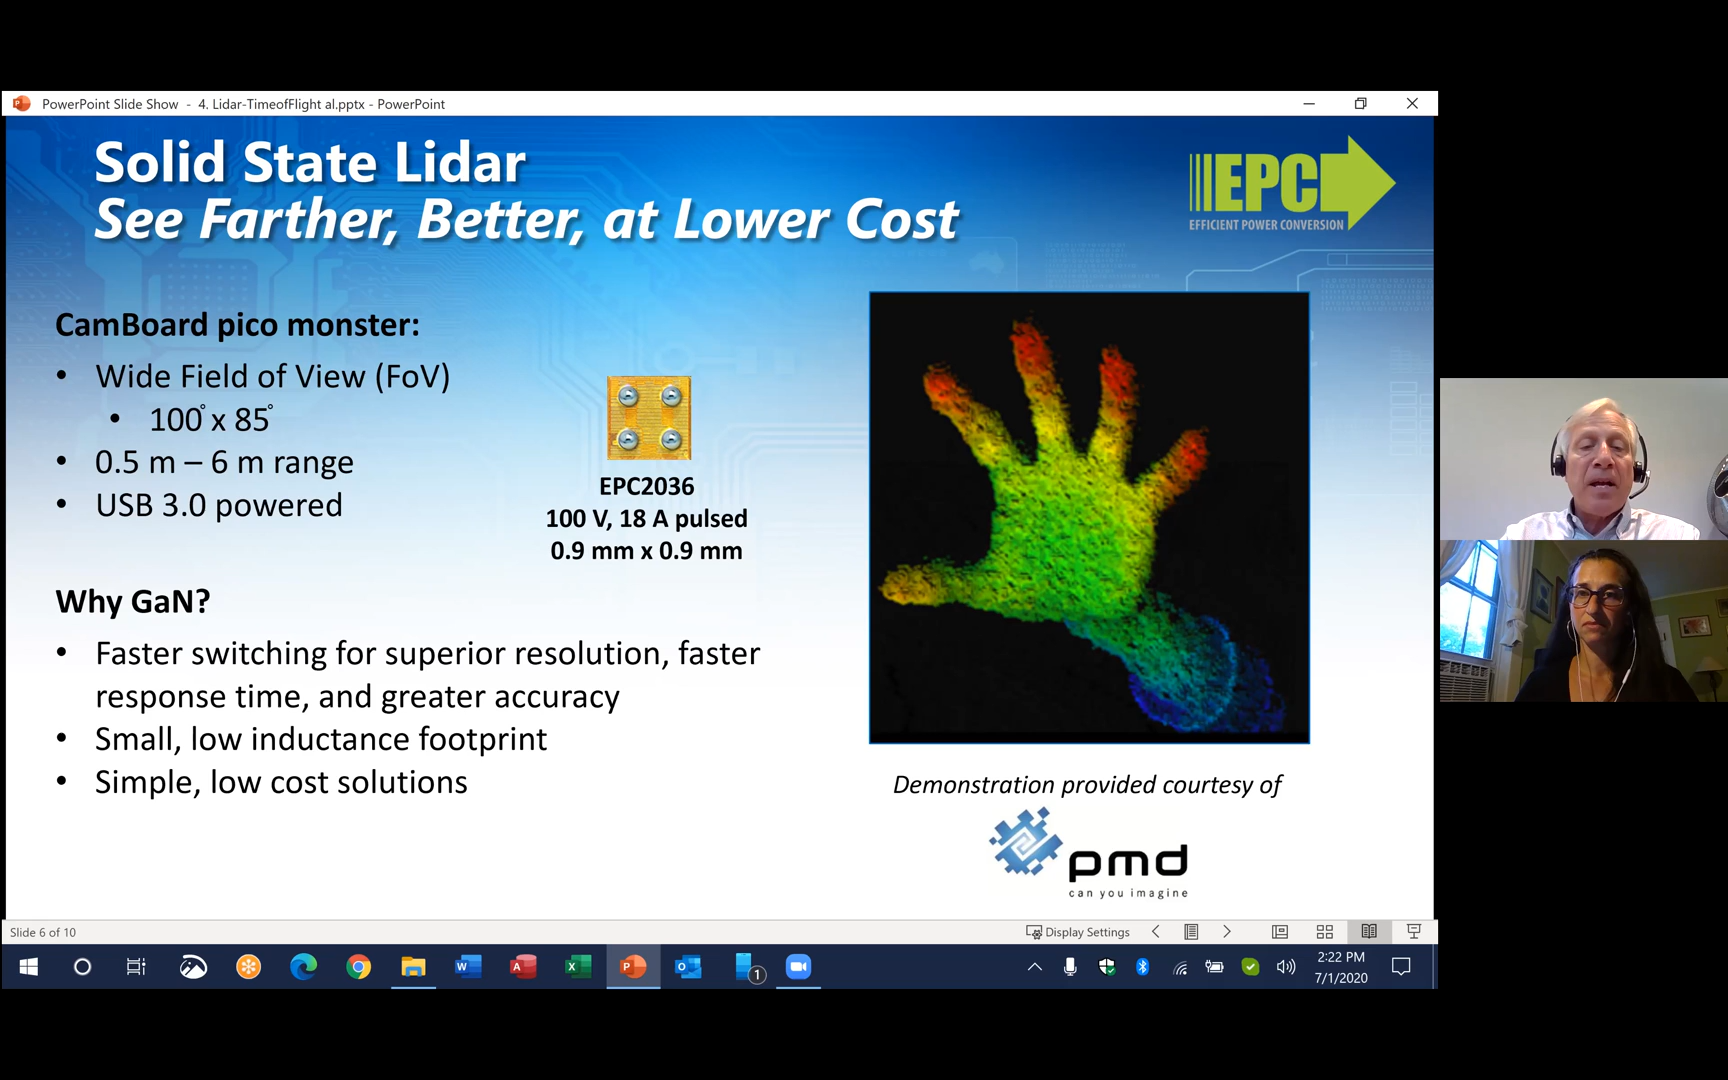 PowerPoint Slide Show - 4. Lidar-TimeofFlight al.pptx - PowerPoint
Solid State Lidar
See Farther, Better, at Lower Cost
EPC
EFFICIENT POWER CONVERSION
CamBoard pico monster:
• Wide Field of View (FoV)
• 100° x 85°
• 0.5 m – 6 m range
• USB 3.0 powered
EPC2036
100 V, 18 A pulsed
0.9 mm x 0.9 mm
Why GaN?
• Faster switching for superior resolution, faster
response time, and greater accuracy
• Small, low inductance footprint
• Simple, low cost solutions
Demonstration provided courtesy of
pmd
can you imagine
Slide 6 of 10
Display Settings
1
2:22 PM
7/1/2020